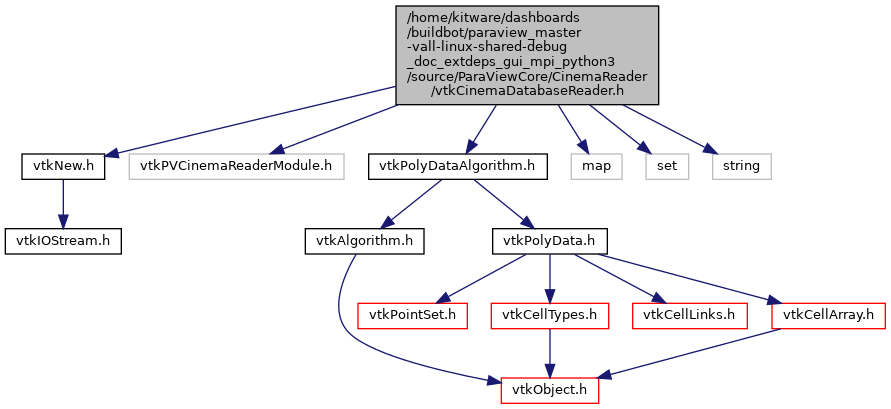 /home/kitware/dashboards
/buildbot/paraview_master
-vall-linux-shared-debug
_doc_extdeps_gui_mpi_python3
/source/ParaViewCore/CinemaReader
/vtkCinemaDatabaseReader.h
vtkNew.h
vtkPVCinemaReaderModule.h
vtkPolyDataAlgorithm.h
map
set
string
vtkIOStream.h
vtkAlgorithm.h
vtkPolyData.h
vtkPointSet.h
vtkCellTypes.h
vtkCellLinks.h
vtkCellArray.h
vtkObject.h